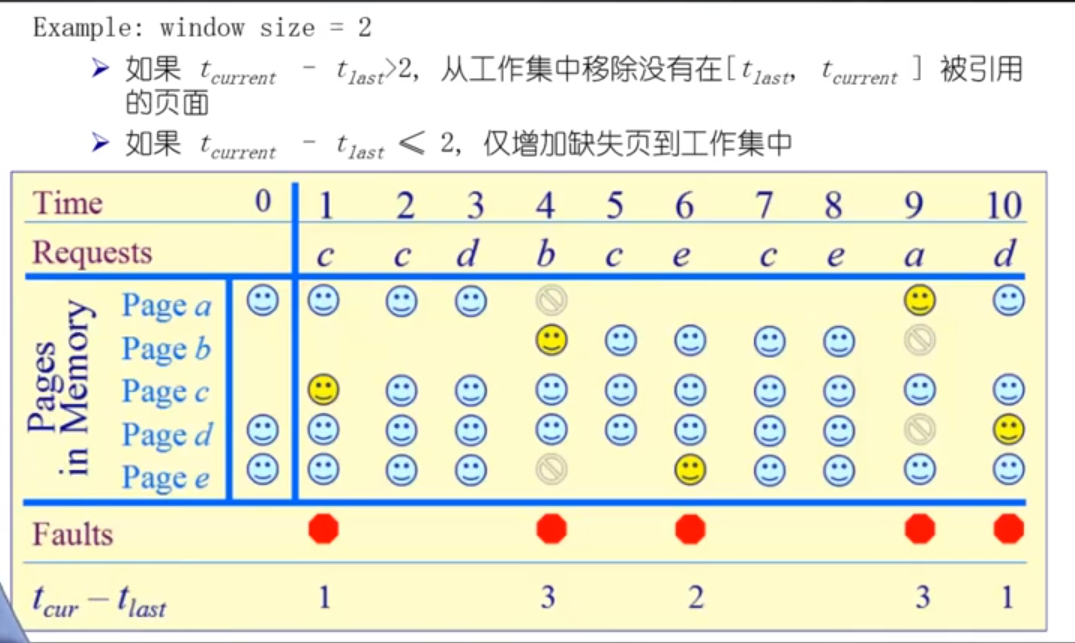 Example: window size = 2
➤ 如果 t_current - t_last>2, 从工作集中移除没有在[t_last, t_current ] 被引用
的页面
➤ 如果 t_current - t_last ≤ 2, 仅增加缺失页到工作集中
Time 0 1 2 3 4 5 6 7 8 9 10
Requests c c d b c e c e a d
Pages
in Memory
Page a
Page b
Page c
Page d
Page e
Faults
t_cur - t_last 1 3 2 3 1